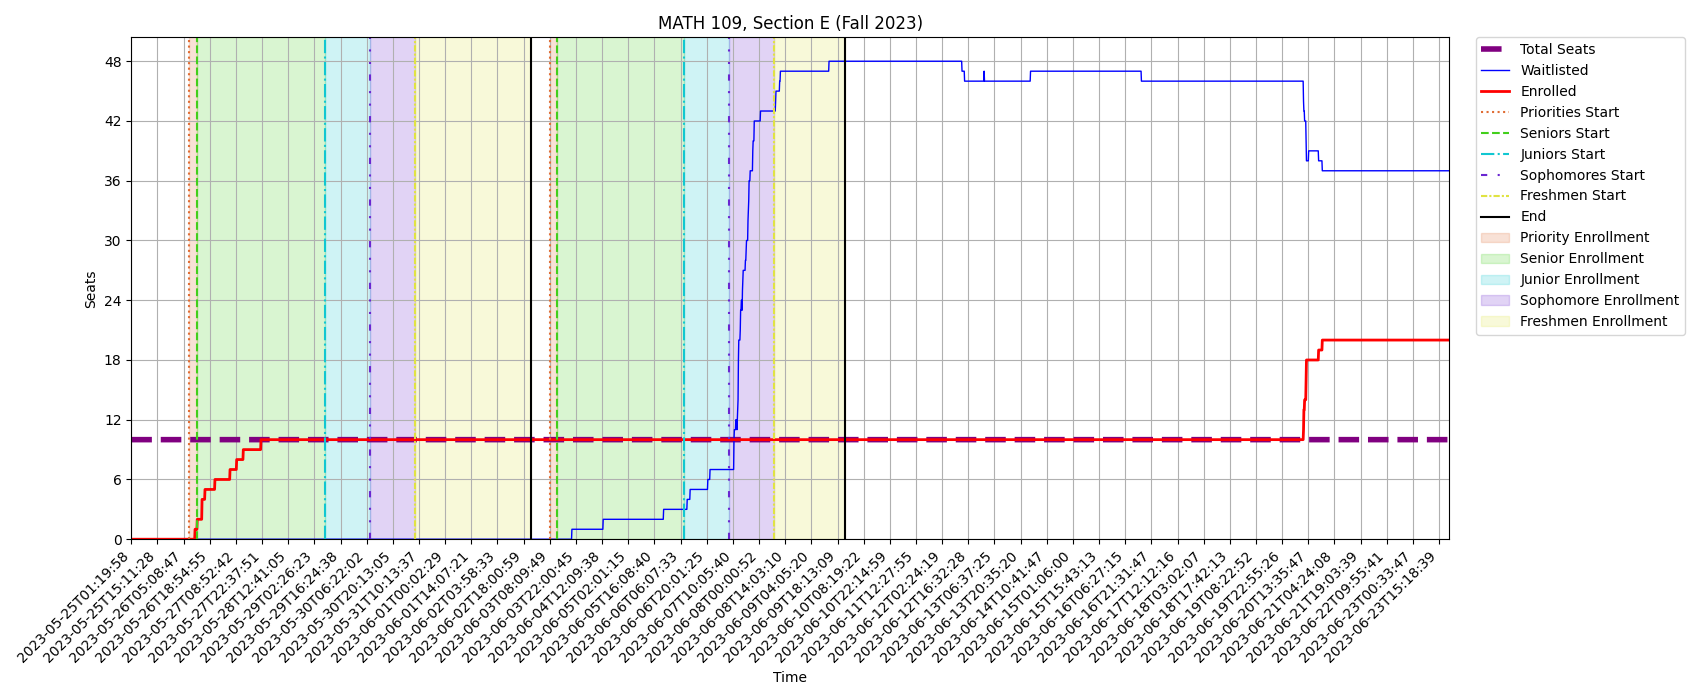 MATH 109, Section E (Fall 2023)
Seats
48
42
36
30
24
18
12
6
0
2023-05-25T01:19:58
2023-05-25T15:11:28
2023-05-26T05:08:47
2023-05-26T18:54:55
2023-05-27T08:52:42
2023-05-27T22:37:51
2023-05-28T12:41:05
2023-05-29T02:26:23
2023-05-29T16:24:38
2023-05-30T06:22:02
2023-05-30T20:13:05
2023-05-31T10:13:37
2023-06-01T00:02:29
2023-06-01T14:07:21
2023-06-02T03:58:33
2023-06-02T18:00:59
2023-06-03T08:09:49
2023-06-03T22:00:45
2023-06-04T12:09:38
2023-06-05T02:01:15
2023-06-05T16:08:40
2023-06-06T06:07:33
2023-06-06T20:01:25
2023-06-07T10:05:40
2023-06-08T00:00:52
2023-06-08T14:03:10
2023-06-09T04:05:20
2023-06-09T18:13:09
2023-06-10T08:19:22
2023-06-10T22:14:59
2023-06-11T12:27:55
2023-06-12T02:24:19
2023-06-12T16:32:28
2023-06-13T06:37:25
2023-06-13T20:35:20
2023-06-14T10:41:47
2023-06-15T01:06:00
2023-06-15T15:43:13
2023-06-16T06:27:15
2023-06-16T21:31:47
2023-06-17T12:12:16
2023-06-18T03:02:07
2023-06-18T17:42:13
2023-06-19T08:22:52
2023-06-19T22:55:26
2023-06-20T13:35:47
2023-06-21T04:24:08
2023-06-21T19:03:39
2023-06-22T09:55:41
2023-06-23T00:33:47
2023-06-23T15:18:39
Time
Total Seats
Waitlisted
Enrolled
Priorities Start
Seniors Start
Juniors Start
Sophomores Start
Freshmen Start
End
Priority Enrollment
Senior Enrollment
Junior Enrollment
Sophomore Enrollment
Freshmen Enrollment